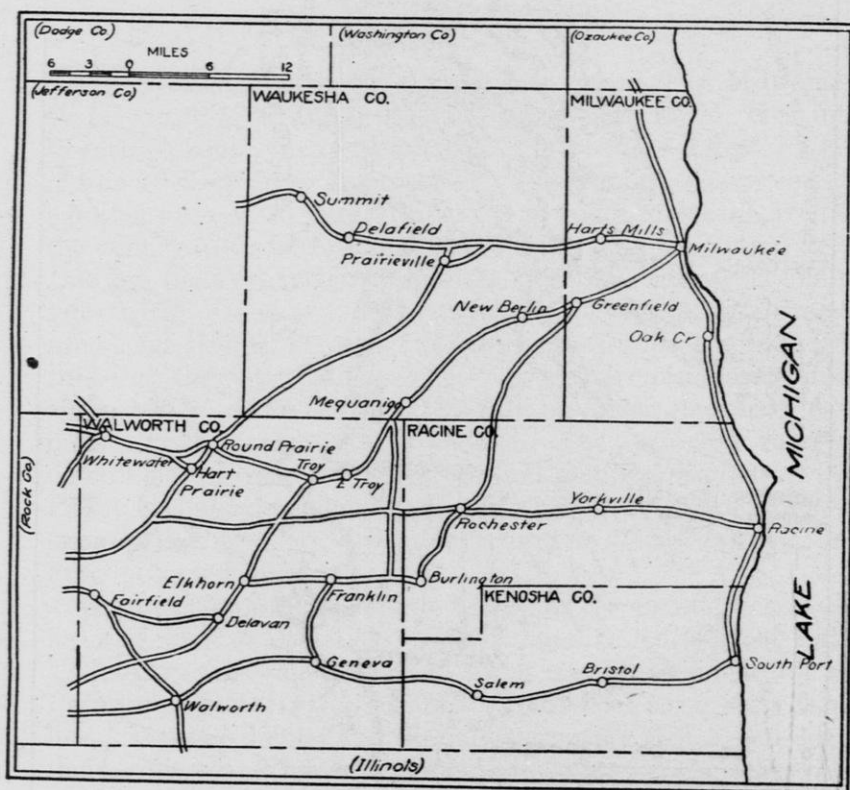 (Dodge Co)
(Washington Co)
(Ozaukee Co)
MILES
6 3 0 6 12
(Jefferson Co)
WAUKESHA CO.
MILWAUKEE CO.
Summit
Delafield
Harts Mills
Prairieville
Milwaukee
New Berlin
Greenfield
Oak Cr
MICHIGAN
Mequanigo
WALWORTH CO.
RACINE CO.
Round Prairie
Whitewater
Hart
Prairie
Troy
E Troy
(Rock Co)
Rochester
Yorkville
Racine
Elkhorn
Franklin
Burlington
Fairfield
KENOSHA CO.
LAKE
Delavan
Geneva
Salem
Bristol
South Port
Walworth
(Illinois)